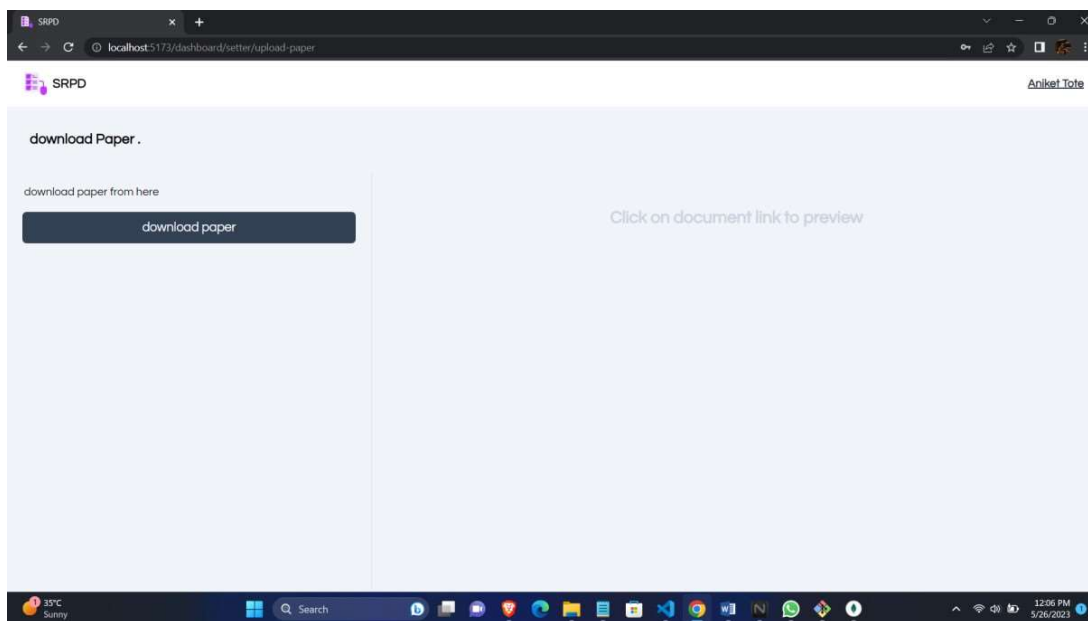 SRPD
localhost:5173/dashboard/setter/upload-paper
SRPD
Aniket Tote
download Paper .
download paper from here
download paper
Click on document link to preview
1
35°C
Sunny
Search
12:06 PM
5/26/2023